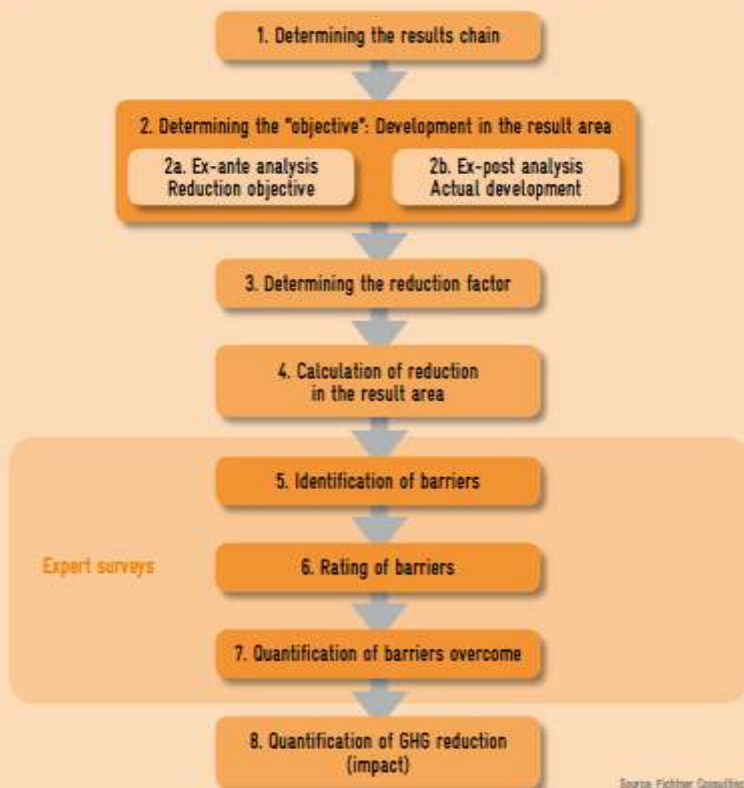 1. Determining the results chain
2. Determining the "objective": Development in the result area
2a. Ex-ante analysis
Reduction objective
2b. Ex-post analysis
Actual development
3. Determining the reduction factor
4. Calculation of reduction
in the result area
5. Identification of barriers
Expert surveys
6. Rating of barriers
7. Quantification of barriers overcome
8. Quantification of GHG reduction
(impact)
Source: Fichtner Consulting